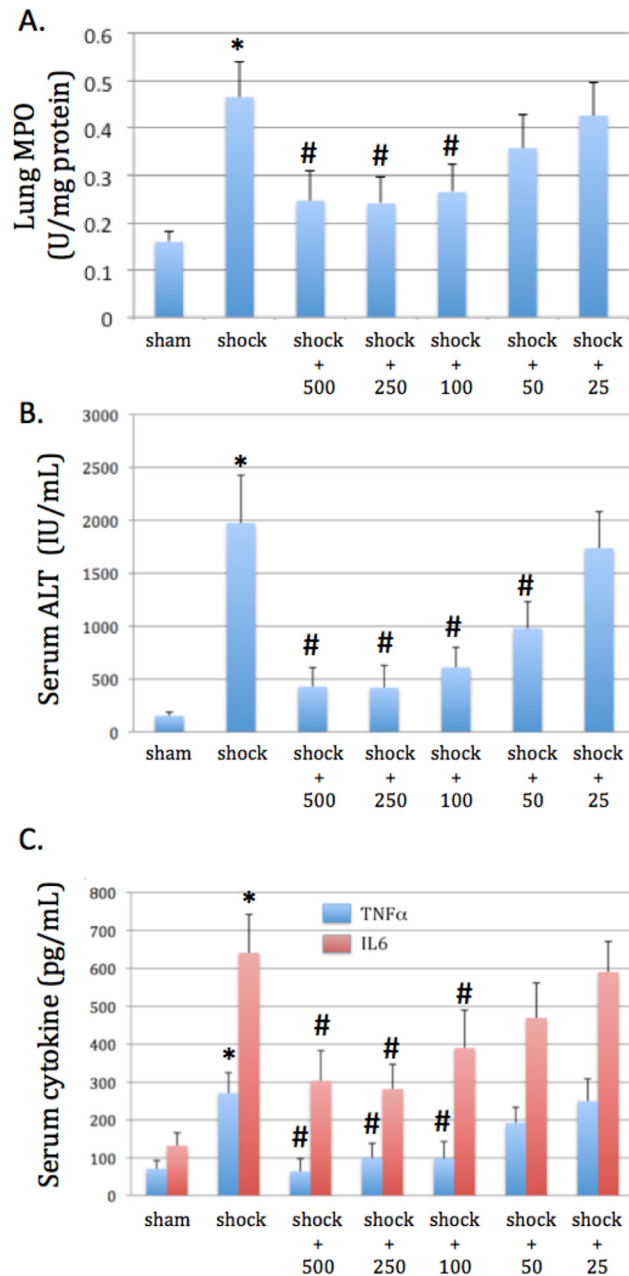 A.
Lung MPO
(U/mg protein)
0.6
0.5
0.4
0.3
0.2
0.1
0
*
# # #
sham shock shock shock shock shock shock
+ + + + +
500 250 100 50 25
B.
Serum ALT (IU/mL)
3000
2500
2000
1500
1000
500
0
*
# # # #
sham shock shock shock shock shock shock
+ + + + +
500 250 100 50 25
C.
Serum cytokine (pg/mL)
800
700
600
500
400
300
200
100
0
TNFα
IL6
* *
# # # # # #
sham shock shock shock shock shock shock
+ + + + +
500 250 100 50 25